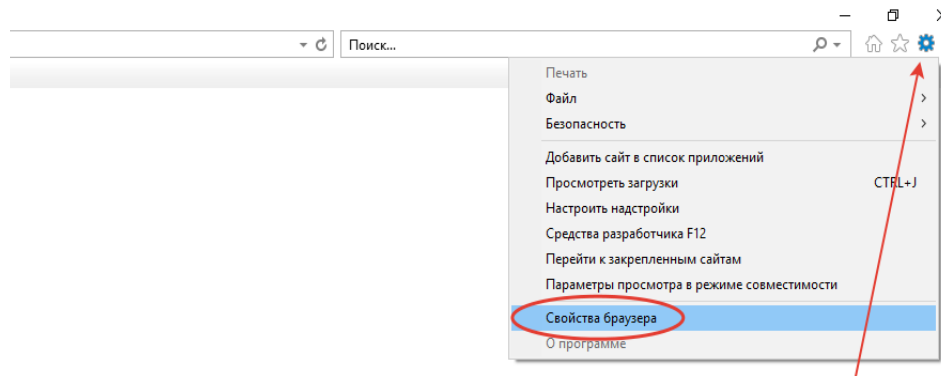 Поиск...
Печать
Файл
Безопасность
Добавить сайт в список приложений
Просмотреть загрузки CTRL+J
Настроить надстройки
Средства разработчика F12
Перейти к закрепленным сайтам
Параметры просмотра в режиме совместимости
Свойства браузера
О программе